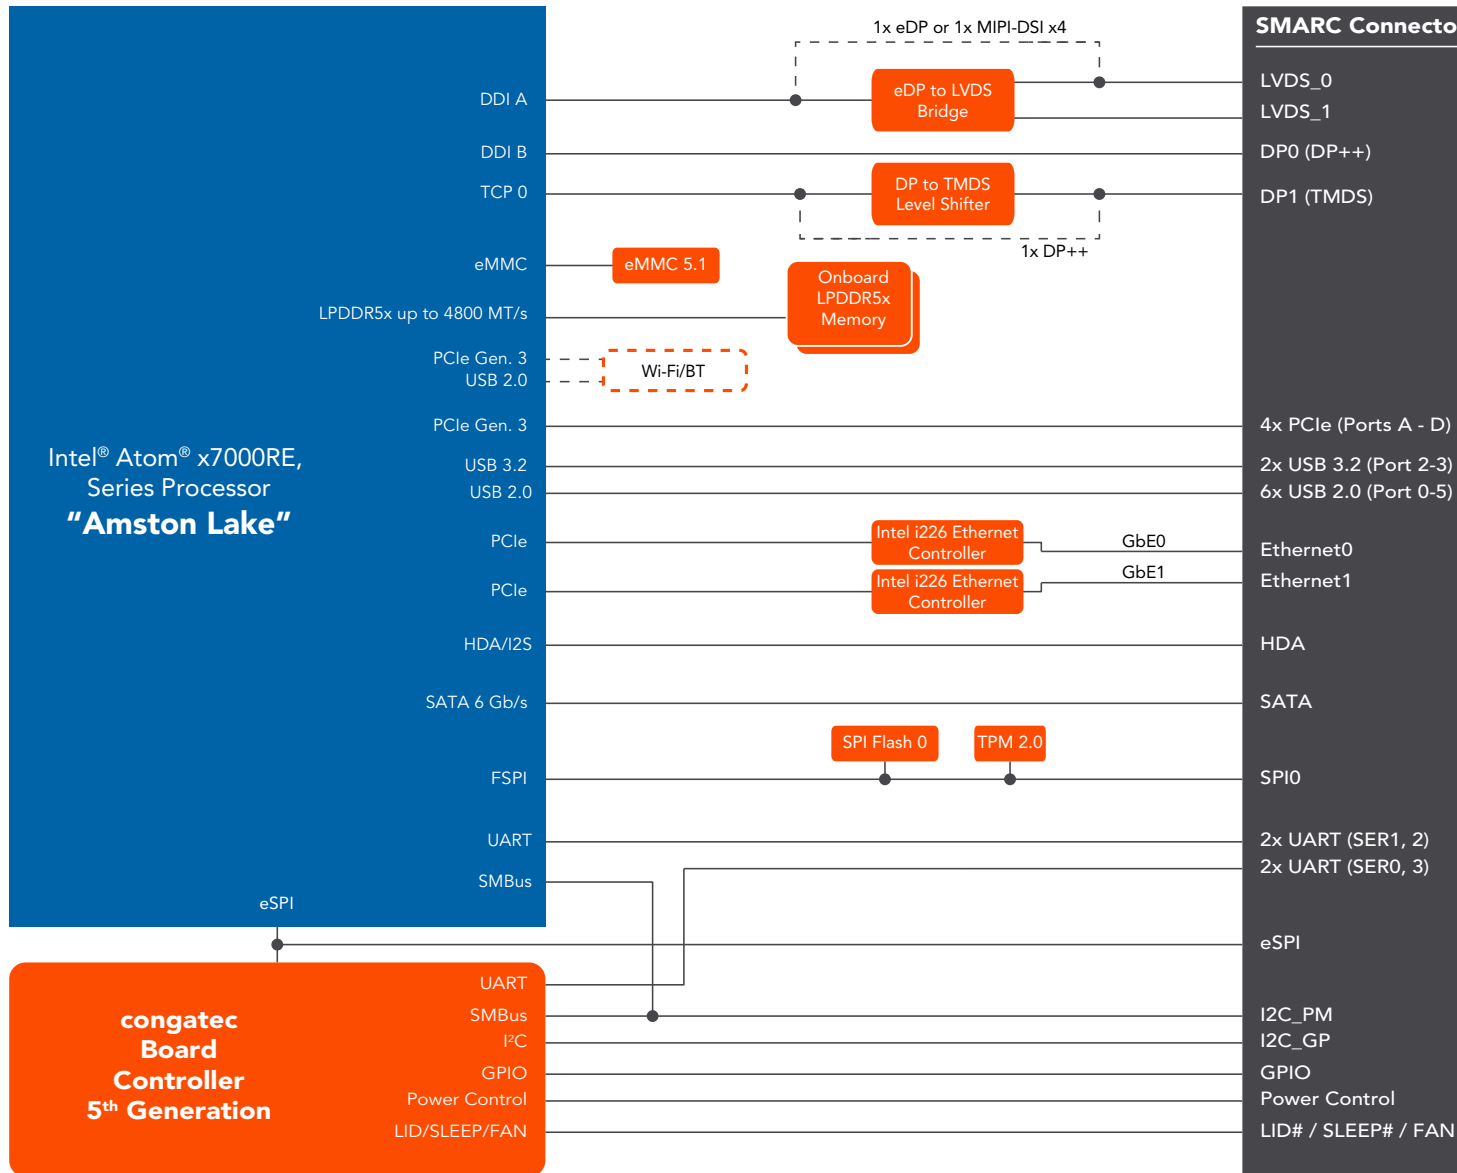 1x eDP or 1x MIPI-DSI x4
SMARC Connecto
DDI A
eDP to LVDS
Bridge
LVDS_0
LVDS_1
DDI B
DP0 (DP++)
TCP 0
DP to TMDS
Level Shifter
DP1 (TMDS)
1x DP++
eMMC
eMMC 5.1
LPDDR5x up to 4800 MT/s
Onboard
LPDDR5x
Memory
PCIe Gen. 3
USB 2.0
Wi-Fi/BT
PCIe Gen. 3
4x PCIe (Ports A - D)
Intel® Atom® x7000RE,
Series Processor
"Amston Lake"
USB 3.2
2x USB 3.2 (Port 2-3)
USB 2.0
6x USB 2.0 (Port 0-5)
PCIe
Intel i226 Ethernet
Controller
GbE0
Ethernet0
PCIe
Intel i226 Ethernet
Controller
GbE1
Ethernet1
HDA/I2S
HDA
SATA 6 Gb/s
SATA
SPI Flash 0
TPM 2.0
FSPI
SPI0
UART
2x UART (SER1, 2)
2x UART (SER0, 3)
SMBus
eSPI
eSPI
congatec
Board
Controller
5th Generation
UART
SMBus
I2C_PM
I²C
I2C_GP
GPIO
GPIO
Power Control
Power Control
LID/SLEEP/FAN
LID# / SLEEP# / FAN